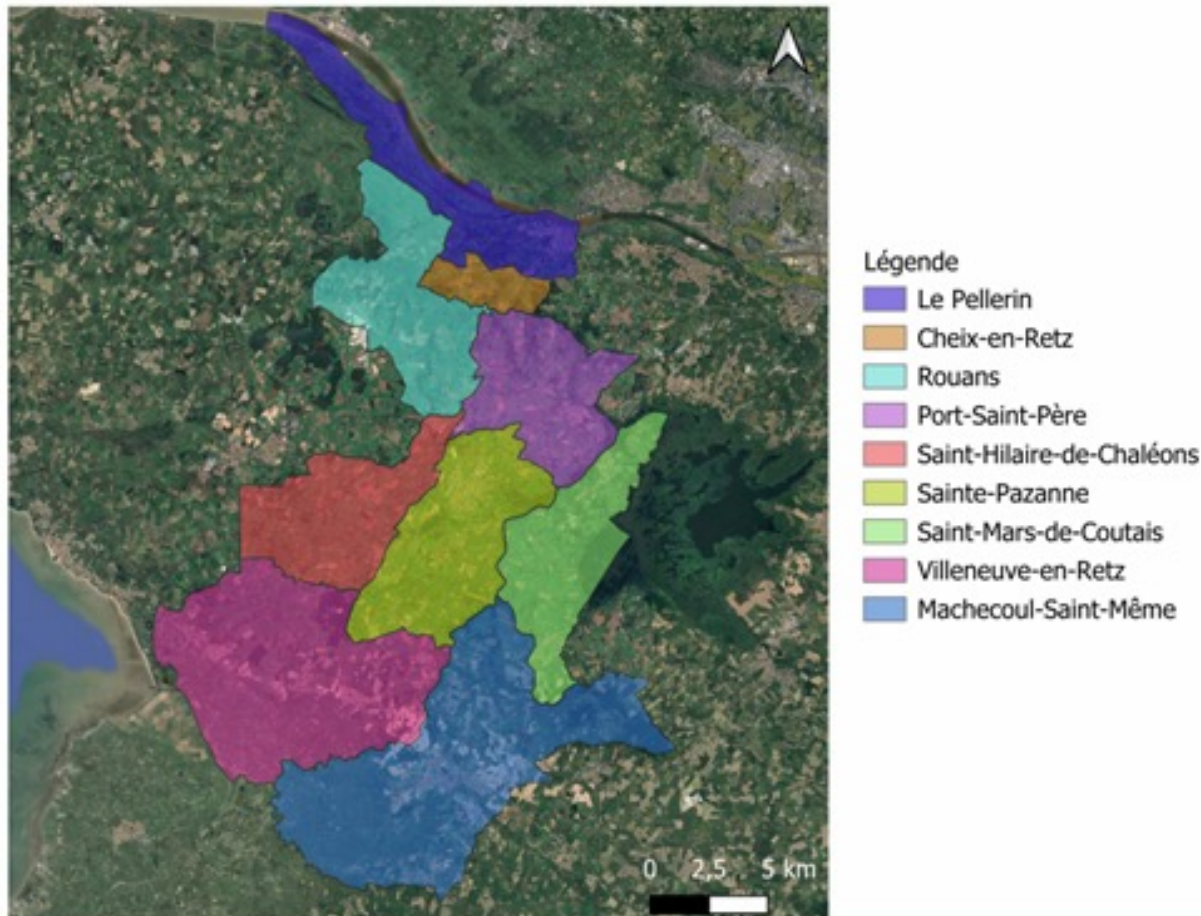 Légende
Le Pellerin
Cheix-en-Retz
Rouans
Port-Saint-Père
Saint-Hilaire-de-Chaléons
Sainte-Pazanne
Saint-Mars-de-Coutais
Villeneuve-en-Retz
Machecoul-Saint-Même
0 2,5 5 km